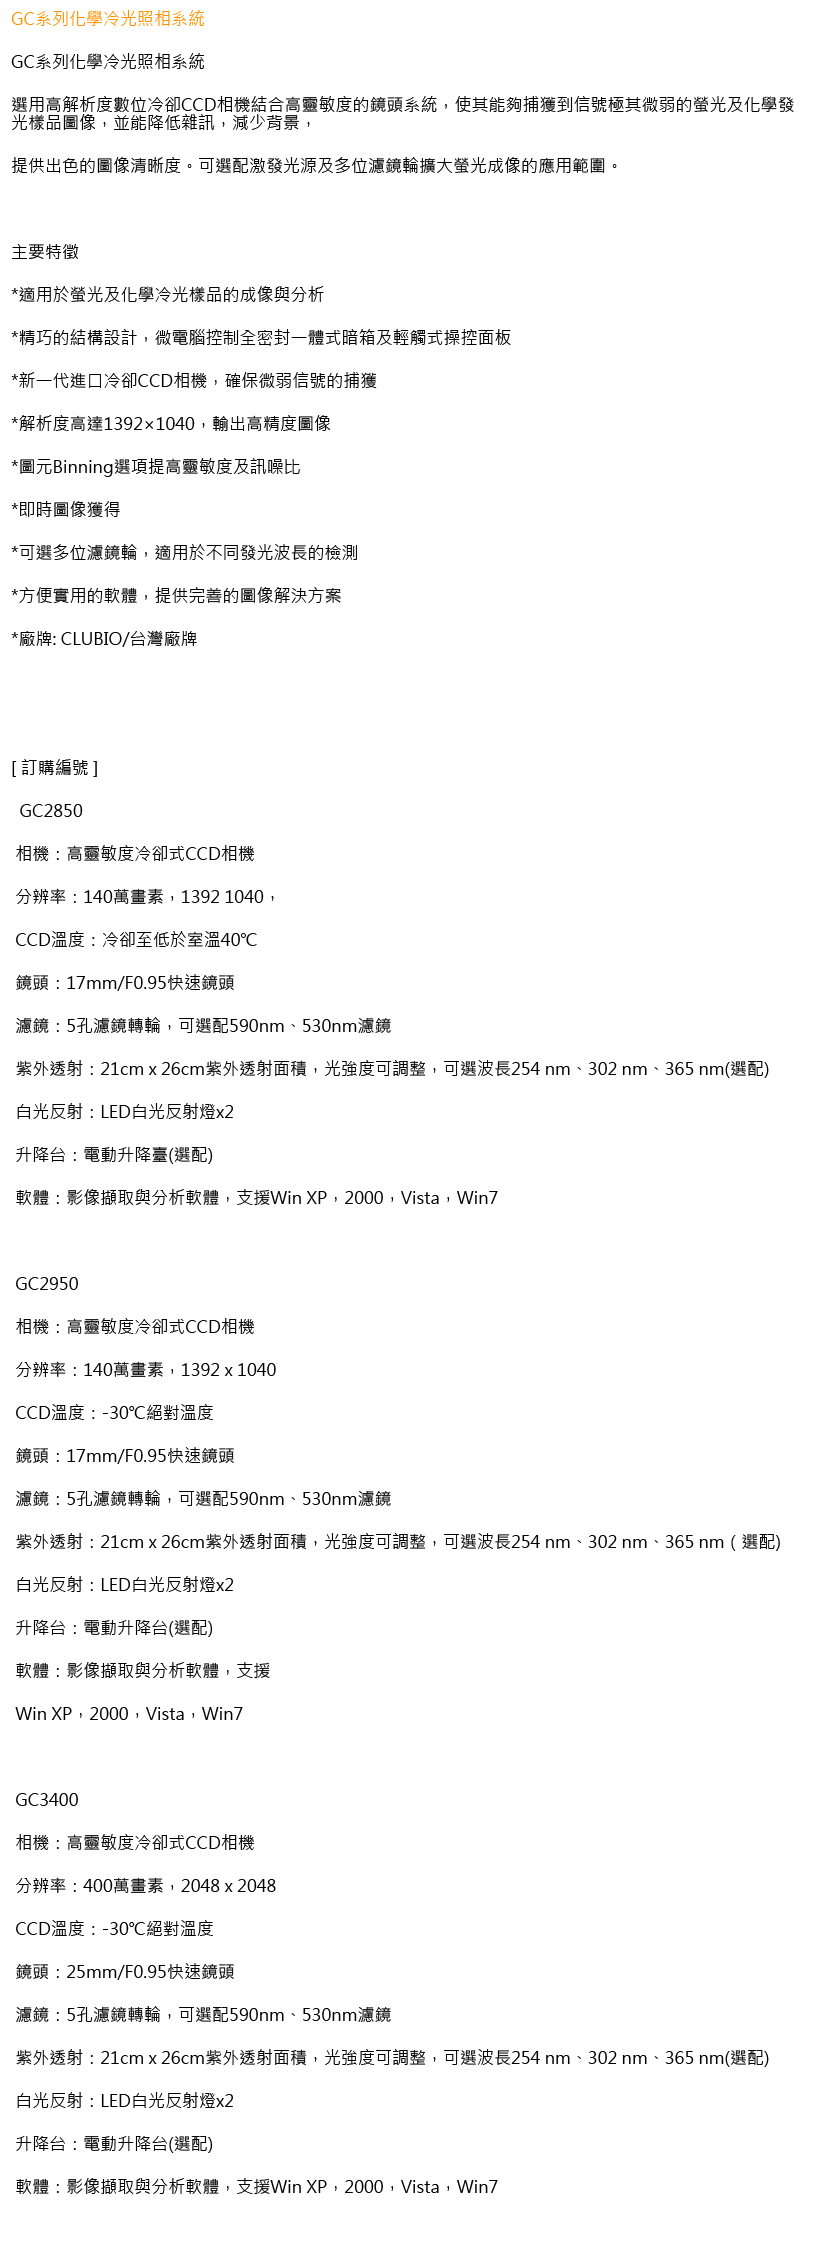 GC系列化學冷光照相系統
GC系列化學冷光照相系統
選用高解析度數位冷卻CCD相機結合高靈敏度的鏡頭系統，使其能夠捕獲到信號極其微弱的螢光及化學發
光樣品圖像，並能降低雜訊，減少背景，
提供出色的圖像清晰度。可選配激發光源及多位濾鏡輪擴大螢光成像的應用範圍。
主要特徵
*適用於螢光及化學冷光樣品的成像與分析
*精巧的結構設計，微電腦控制全密封一體式暗箱及輕觸式操控面板
*新一代進口冷卻CCD相機，確保微弱信號的捕獲
*解析度高達1392×1040，輸出高精度圖像
*圖元Binning選項提高靈敏度及訊噪比
*即時圖像獲得
*可選多位濾鏡輪，適用於不同發光波長的檢測
*方便實用的軟體，提供完善的圖像解決方案
*廠牌: CLUBIO/台灣廠牌
[ 訂購編號 ]
GC2850
相機：高靈敏度冷卻式CCD相機
分辨率：140萬畫素，1392 1040，
CCD溫度：冷卻至低於室溫40℃
鏡頭：17mm/F0.95快速鏡頭
濾鏡：5孔濾鏡轉輪，可選配590nm、530nm濾鏡
紫外透射：21cm x 26cm紫外透射面積，光強度可調整，可選波長254 nm、302 nm、365 nm(選配)
白光反射：LED白光反射燈x2
升降台：電動升降臺(選配)
軟體：影像擷取與分析軟體，支援Win XP，2000，Vista，Win7
GC2950
相機：高靈敏度冷卻式CCD相機
分辨率：140萬畫素，1392 x 1040
CCD溫度：-30℃絕對溫度
鏡頭：17mm/F0.95快速鏡頭
濾鏡：5孔濾鏡轉輪，可選配590nm、530nm濾鏡
紫外透射：21cm x 26cm紫外透射面積，光強度可調整，可選波長254 nm、302 nm、365 nm ( 選配)
白光反射：LED白光反射燈x2
升降台：電動升降台(選配)
軟體：影像擷取與分析軟體，支援
Win XP，2000，Vista，Win7
GC3400
相機：高靈敏度冷卻式CCD相機
分辨率：400萬畫素，2048 x 2048
CCD溫度：-30℃絕對溫度
鏡頭：25mm/F0.95快速鏡頭
濾鏡：5孔濾鏡轉輪，可選配590nm、530nm濾鏡
紫外透射：21cm x 26cm紫外透射面積，光強度可調整，可選波長254 nm、302 nm、365 nm(選配)
白光反射：LED白光反射燈x2
升降台：電動升降台(選配)
軟體：影像擷取與分析軟體，支援Win XP，2000，Vista，Win7